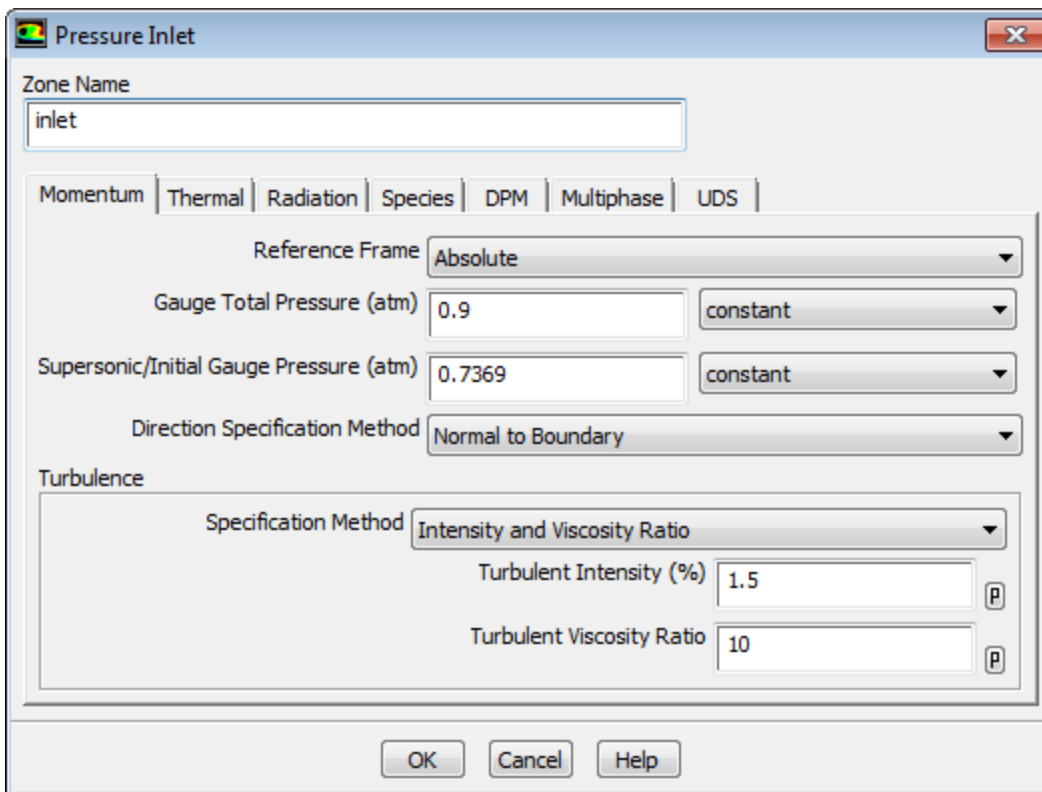 Pressure Inlet
Zone Name
inlet
Momentum Thermal Radiation Species DPM Multiphase UDS
Reference Frame Absolute
Gauge Total Pressure (atm) 0.9 constant
Supersonic/Initial Gauge Pressure (atm) 0.7369 constant
Direction Specification Method Normal to Boundary
Turbulence
Specification Method Intensity and Viscosity Ratio
Turbulent Intensity (%) 1.5 P
Turbulent Viscosity Ratio 10 P
OK Cancel Help